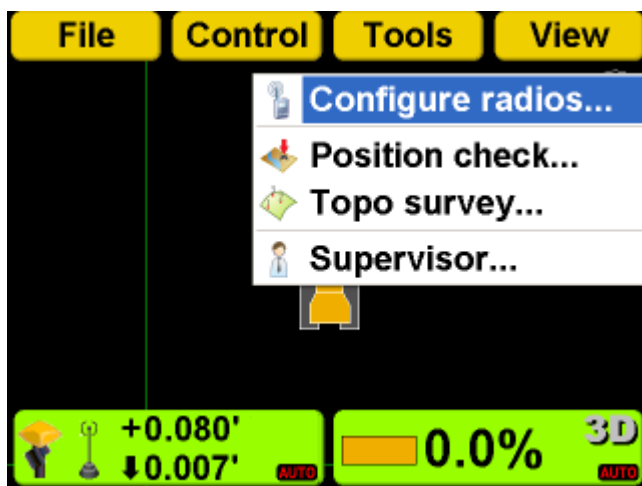 File Control Tools View
Configure radios...
Position check...
Topo survey...
Supervisor...
+0.080'
⬇0.007' AUTO
0.0% 3D
AUTO